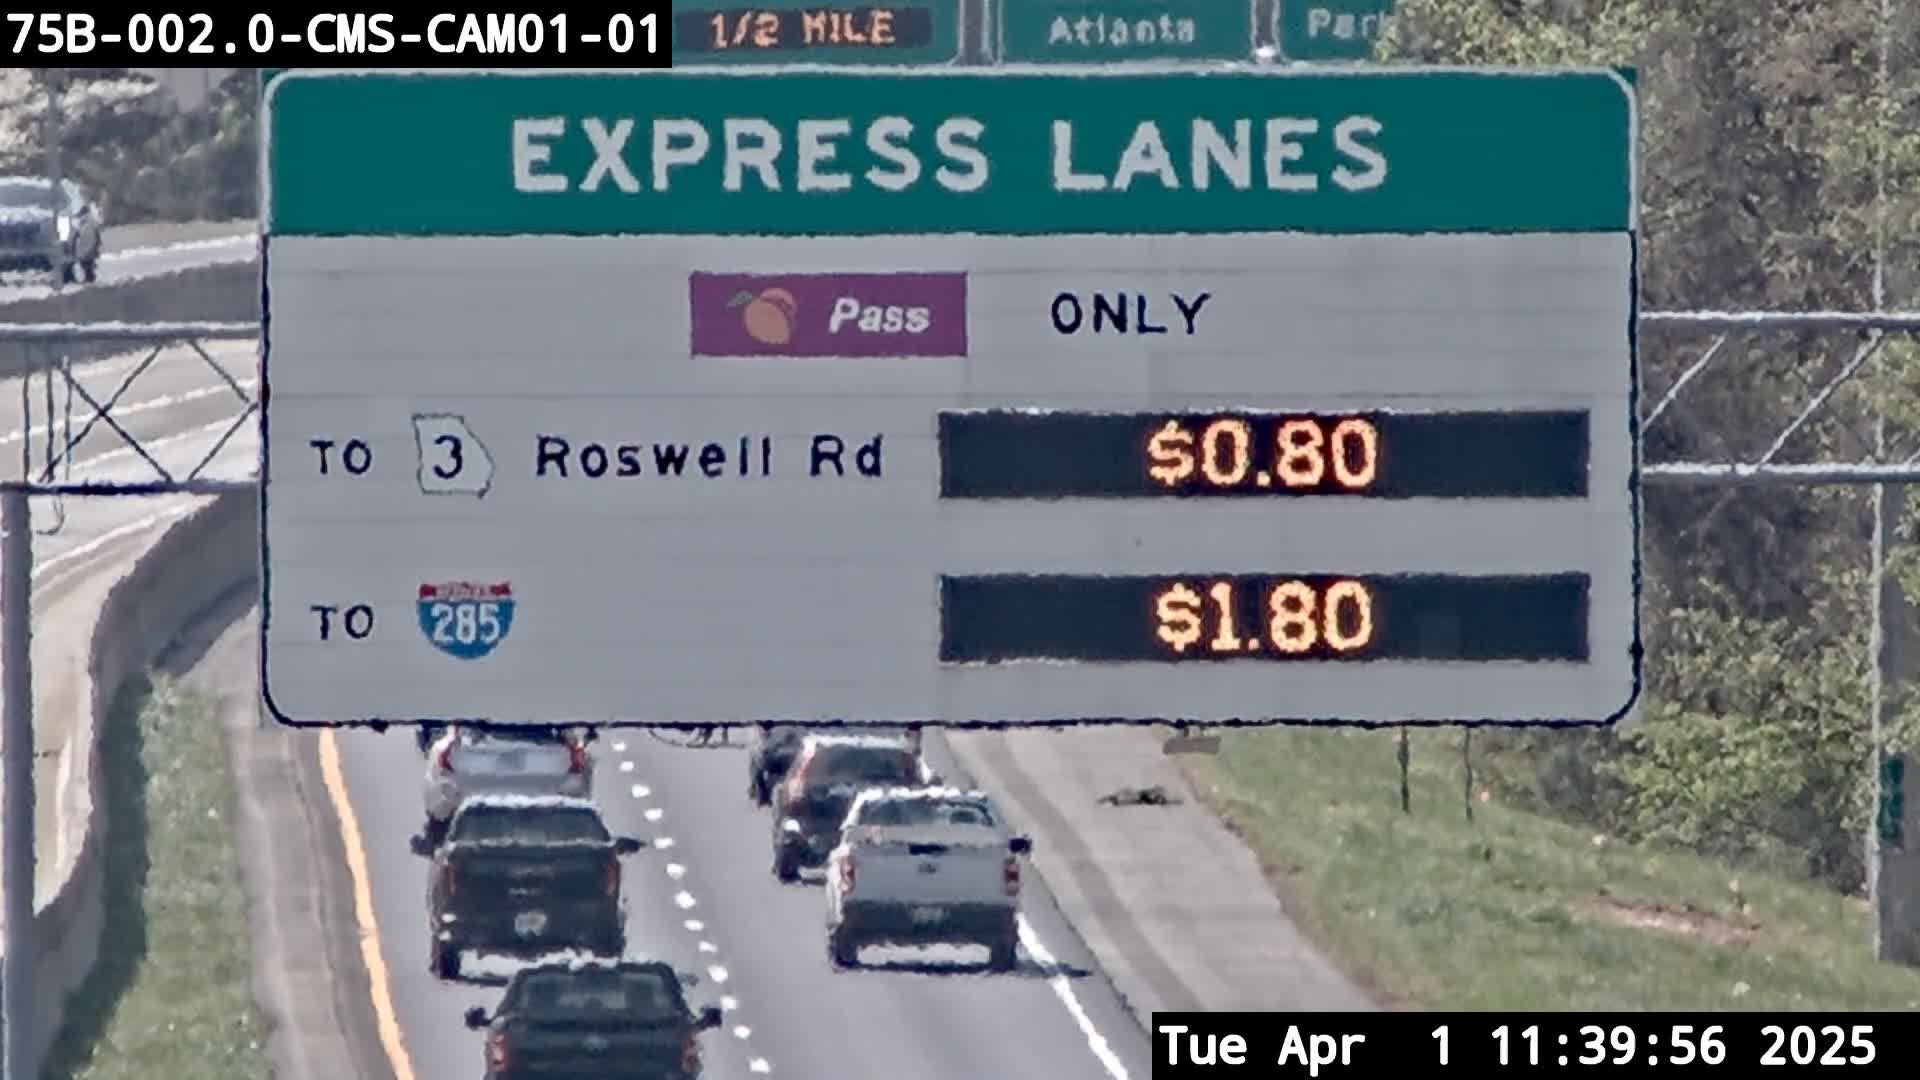 75B-002.0-CMS-CAM01-01
1/2 MILE
Atlanta
EXPRESS LANES
Pass ONLY
TO 3 Roswell Rd $0.80
TO 285 $1.80
Tue Apr 1 11:39:56 2025